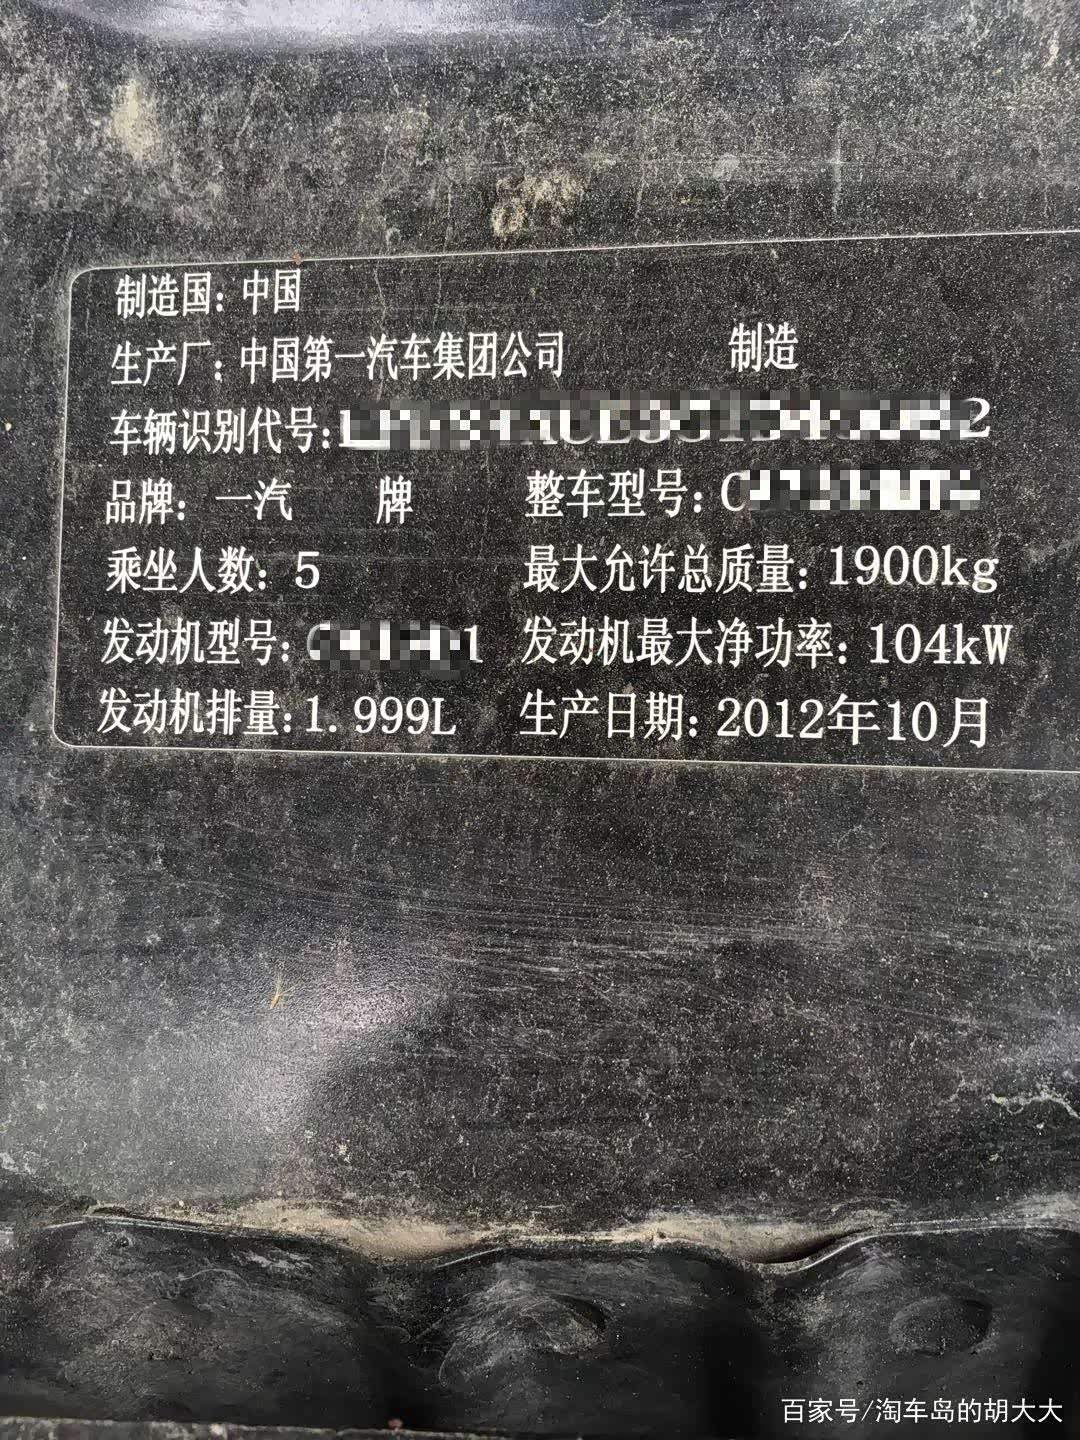 制造国：中国
生产厂：中国第一汽车集团公司 制造
车辆识别代号：
品牌：一汽 牌 整车型号：
乘坐人数：5 最大允许总质量：1900kg
发动机型号： 发动机最大净功率：104kW
发动机排量：1.999L 生产日期：2012年10月
百家号/淘车岛的胡大大